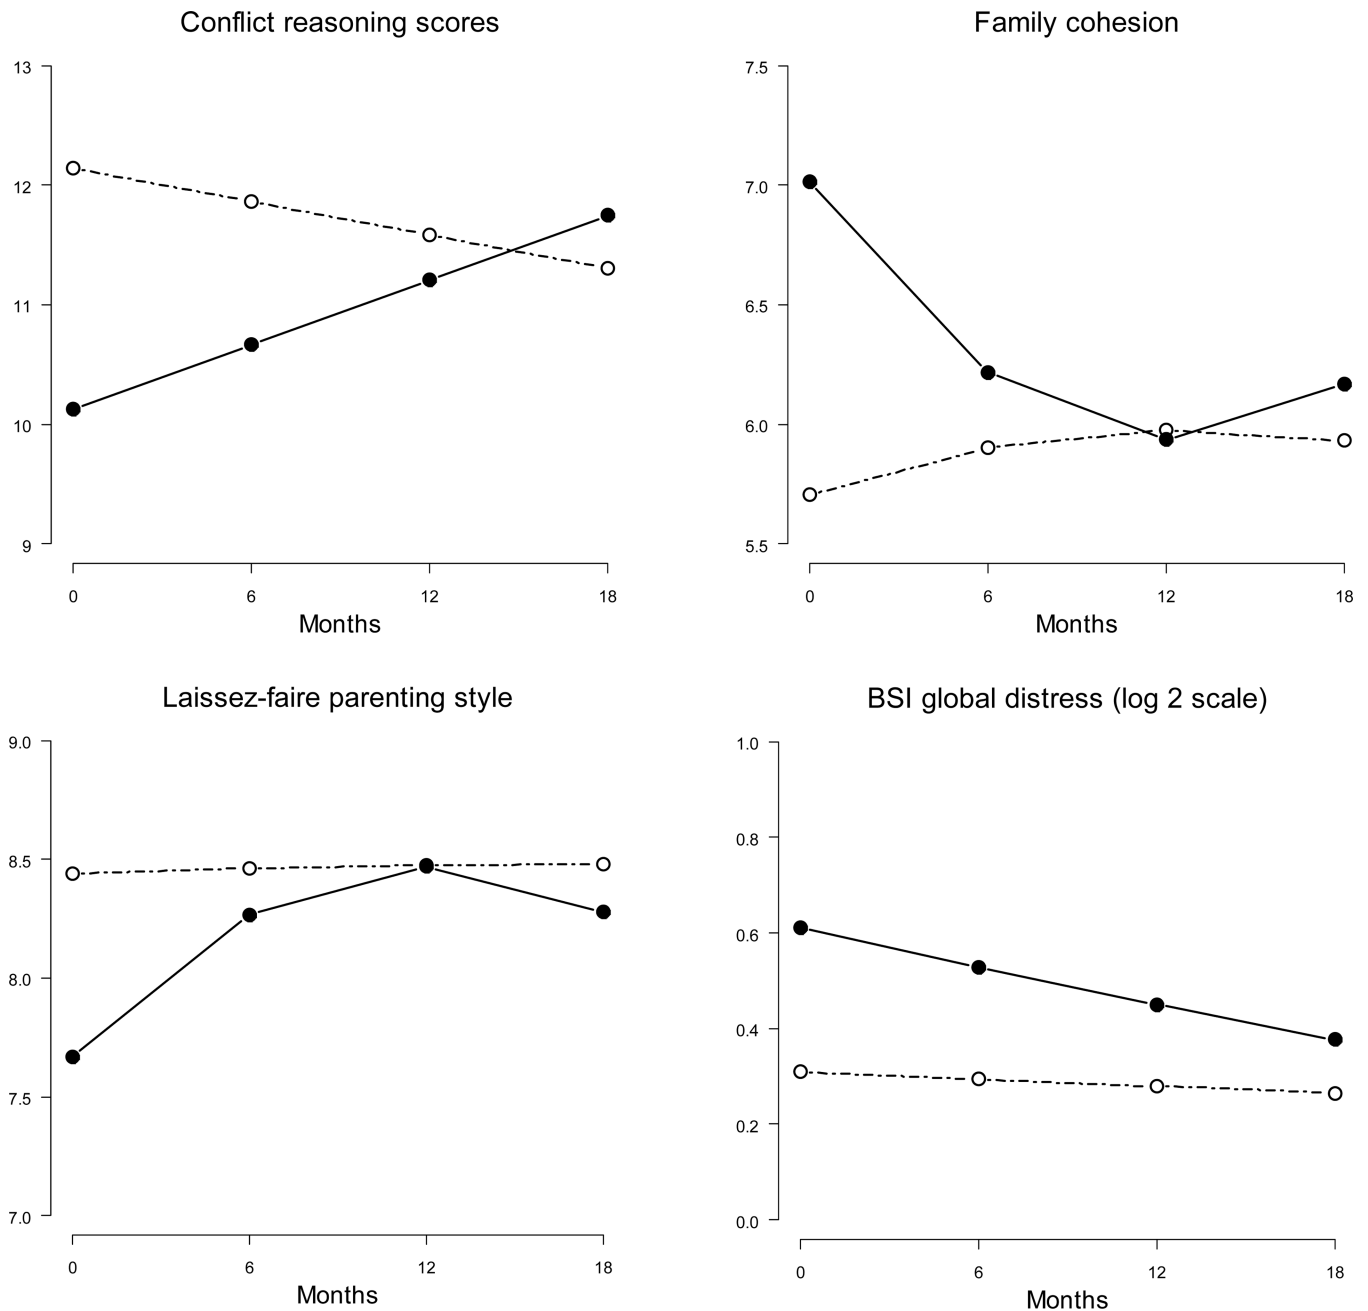 Conflict reasoning scores
13
12
11
10
9
0 6 12 18
Months
Family cohesion
7.5
7.0
6.5
6.0
5.5
0 6 12 18
Months
Laissez-faire parenting style
9.0
8.5
8.0
7.5
7.0
0 6 12 18
Months
BSI global distress (log 2 scale)
1.0
0.8
0.6
0.4
0.2
0.0
0 6 12 18
Months